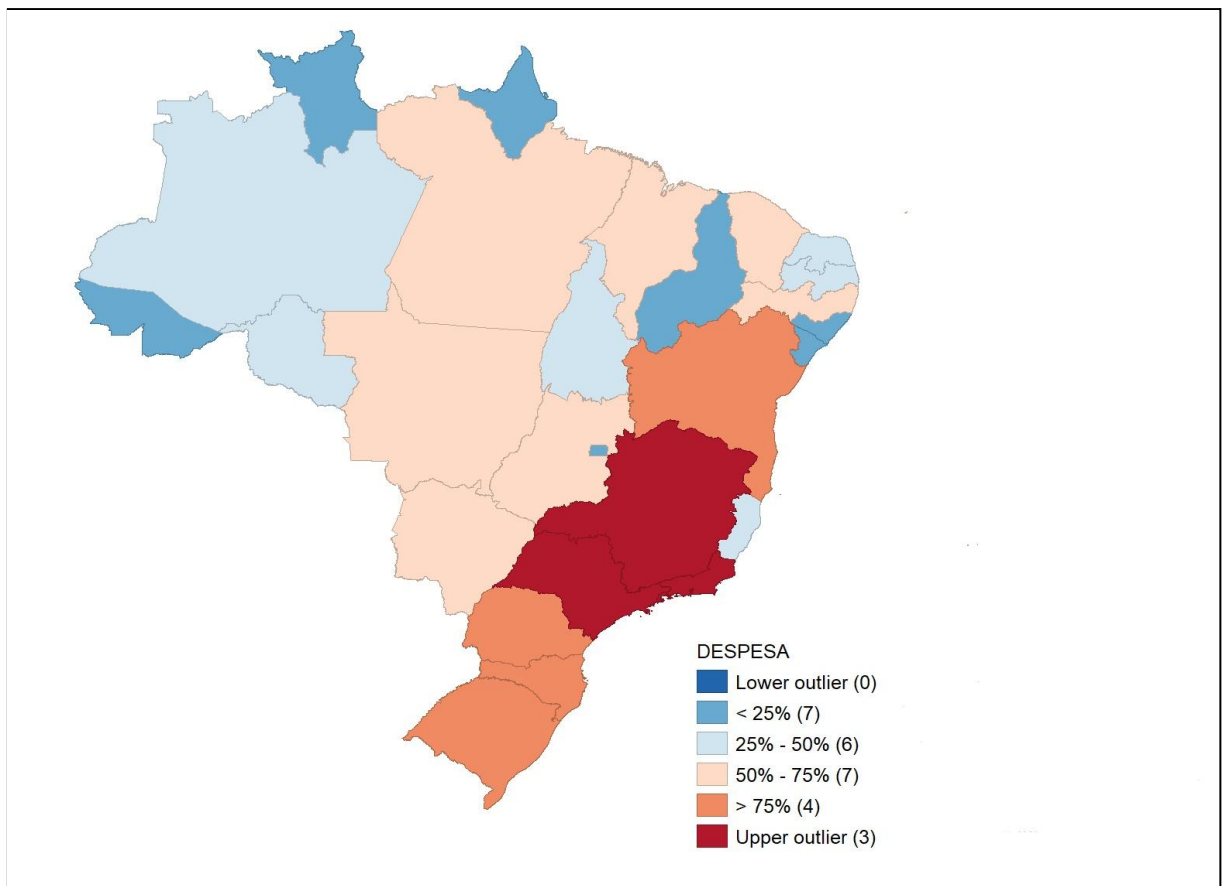 DESPESA
Lower outlier (0)
< 25% (7)
25% - 50% (6)
50% - 75% (7)
> 75% (4)
Upper outlier (3)